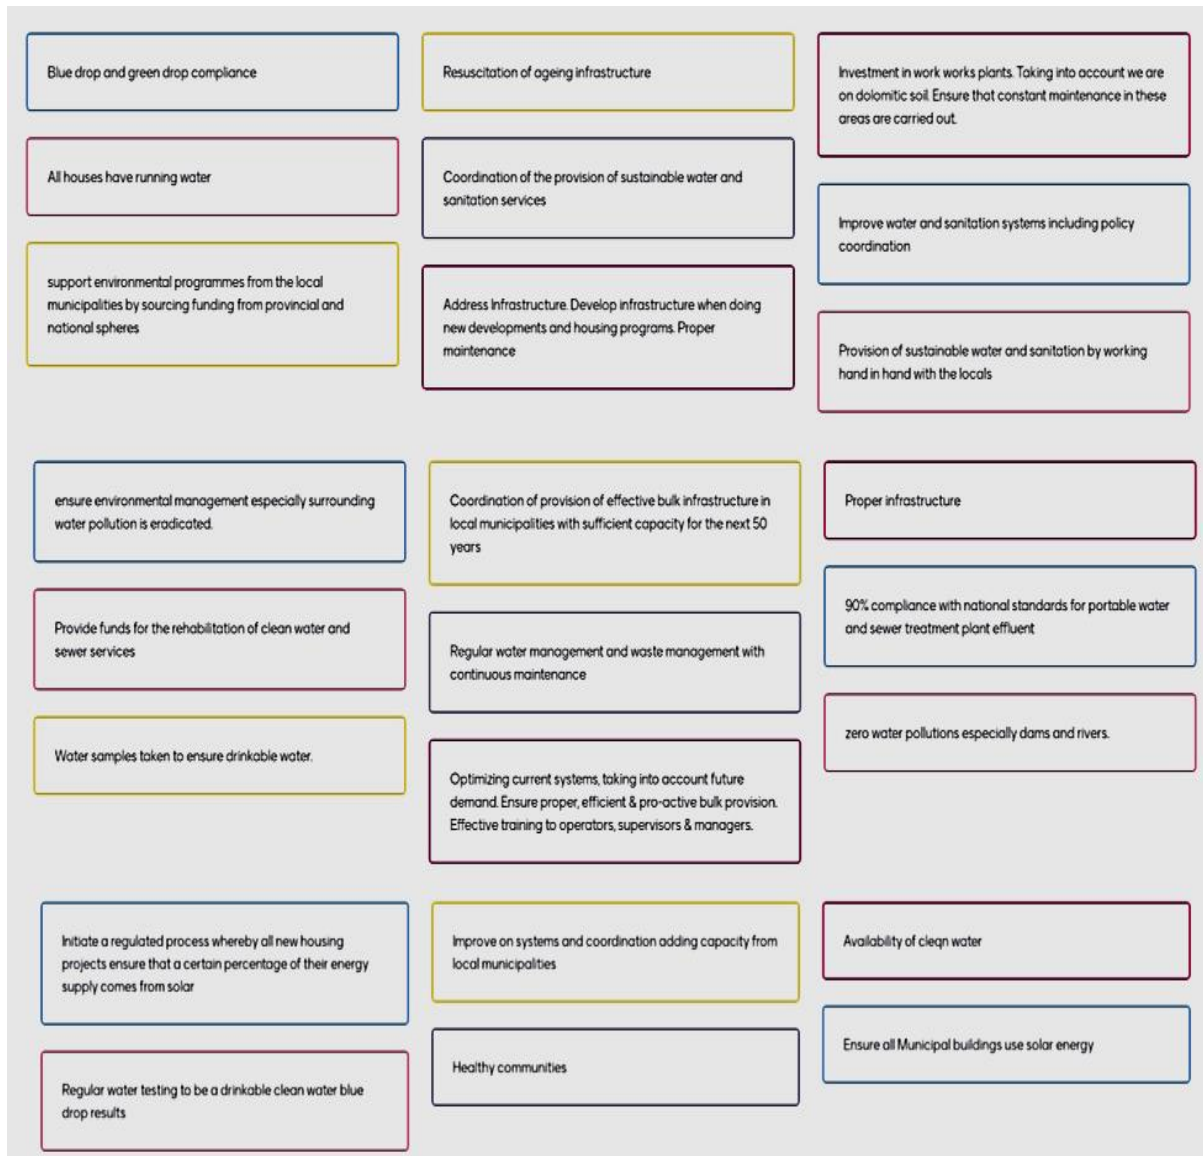 Blue drop and green drop compliance
All houses have running water
support environmental programmes from the local
municipalities by sourcing funding from provincial and
national spheres
Resuscitation of ageing infrastructure
Coordination of the provision of sustainable water and
sanitation services
Address Infrastructure. Develop infrastructure when doing
new developments and housing programs. Proper
maintenance
Investment in work works plants. Taking into account we are
on dolomitic soil. Ensure that constant maintenance in these
areas are carried out.
Improve water and sanitation systems including policy
coordination
Provision of sustainable water and sanitation by working
hand in hand with the locals
ensure environmental management especially surrounding
water pollution is eradicated.
Provide funds for the rehabilitation of clean water and
sewer services
Water samples taken to ensure drinkable water.
Coordination of provision of effective bulk infrastructure in
local municipalities with sufficient capacity for the next 50
years
Regular water management and waste management with
continuous maintenance
Optimizing current systems, taking into account future
demand. Ensure proper, efficient & pro-active bulk provision.
Effective training to operators, supervisors & managers.
Proper infrastructure
90% compliance with national standards for portable water
and sewer treatment plant effluent
zero water pollutions especially dams and rivers.
Initiate a regulated process whereby all new housing
projects ensure that a certain percentage of their energy
supply comes from solar
Regular water testing to be a drinkable clean water blue
drop results
Improve on systems and coordination adding capacity from
local municipalities
Healthy communities
Availability of cleqn water
Ensure all Municipal buildings use solar energy